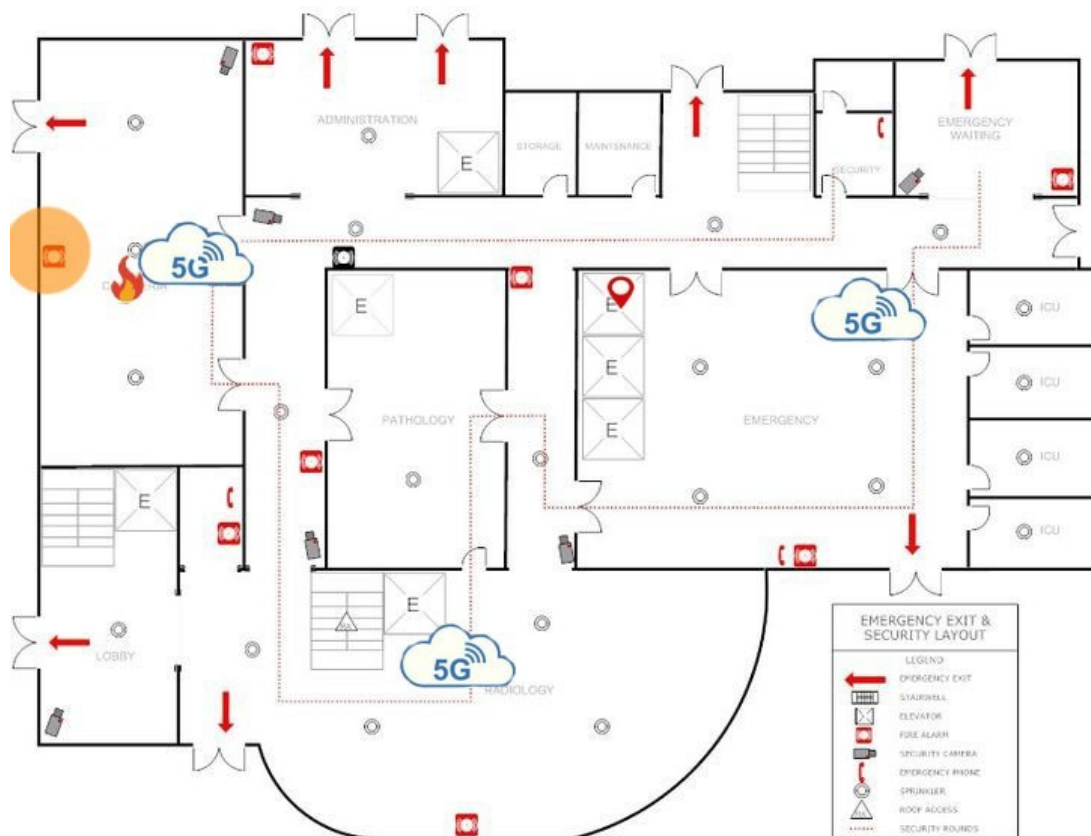 ADMINISTRATION
E
STORAGE
MAINTENANCE
SECURITY
EMERGENCY
WAITING
5G
E
E
5G
ICU
E
ICU
PATHOLOGY
E
EMERGENCY
ICU
E
ICU
E
LOBBY
5G
RADIOLOGY
EMERGENCY EXIT &
SECURITY LAYOUT
LEGEND
EMERGENCY EXIT
STAIRWELL
ELEVATOR
FIRE ALARM
SECURITY CAMERA
EMERGENCY PHONE
SPRINKLER
ROOF ACCESS
SECURITY ROUNDS